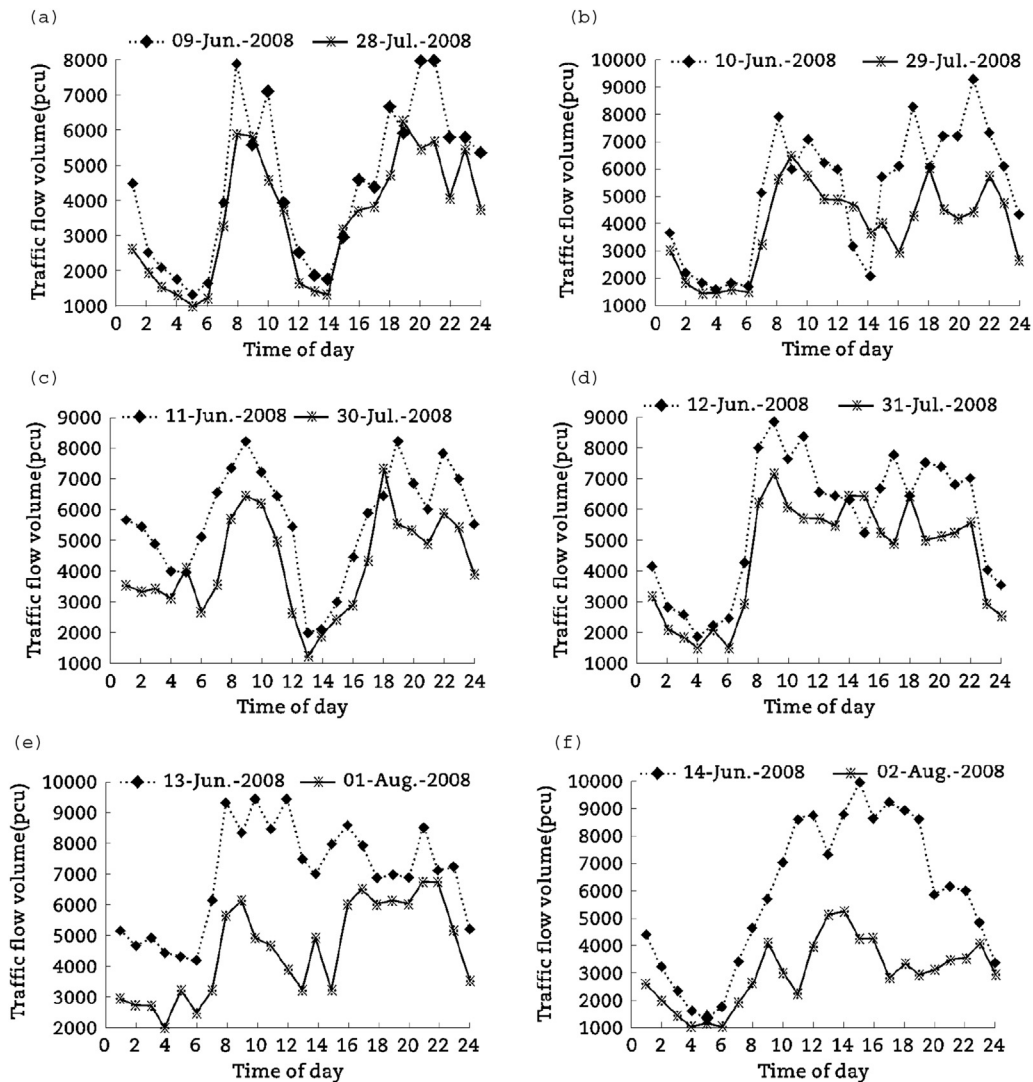 (a)
09-Jun.-2008 28-Jul.-2008
Traffic flow volume(pcu)
8000
7000
6000
5000
4000
3000
2000
1000
0 2 4 6 8 10 12 14 16 18 20 22 24
Time of day
(b)
10-Jun.-2008 29-Jul.-2008
Traffic flow volume(pcu)
10000
9000
8000
7000
6000
5000
4000
3000
2000
1000
0 2 4 6 8 10 12 14 16 18 20 22 24
Time of day
(c)
11-Jun.-2008 30-Jul.-2008
Traffic flow volume(pcu)
9000
8000
7000
6000
5000
4000
3000
2000
1000
0 2 4 6 8 10 12 14 16 18 20 22 24
Time of day
(d)
12-Jun.-2008 31-Jul.-2008
Traffic flow volume(pcu)
9000
8000
7000
6000
5000
4000
3000
2000
1000
0 2 4 6 8 10 12 14 16 18 20 22 24
Time of day
(e)
13-Jun.-2008 01-Aug.-2008
Traffic flow volume(pcu)
10000
9000
8000
7000
6000
5000
4000
3000
2000
0 2 4 6 8 10 12 14 16 18 20 22 24
Time of day
(f)
14-Jun.-2008 02-Aug.-2008
Traffic flow volume(pcu)
10000
9000
8000
7000
6000
5000
4000
3000
2000
1000
0 2 4 6 8 10 12 14 16 18 20 22 24
Time of day